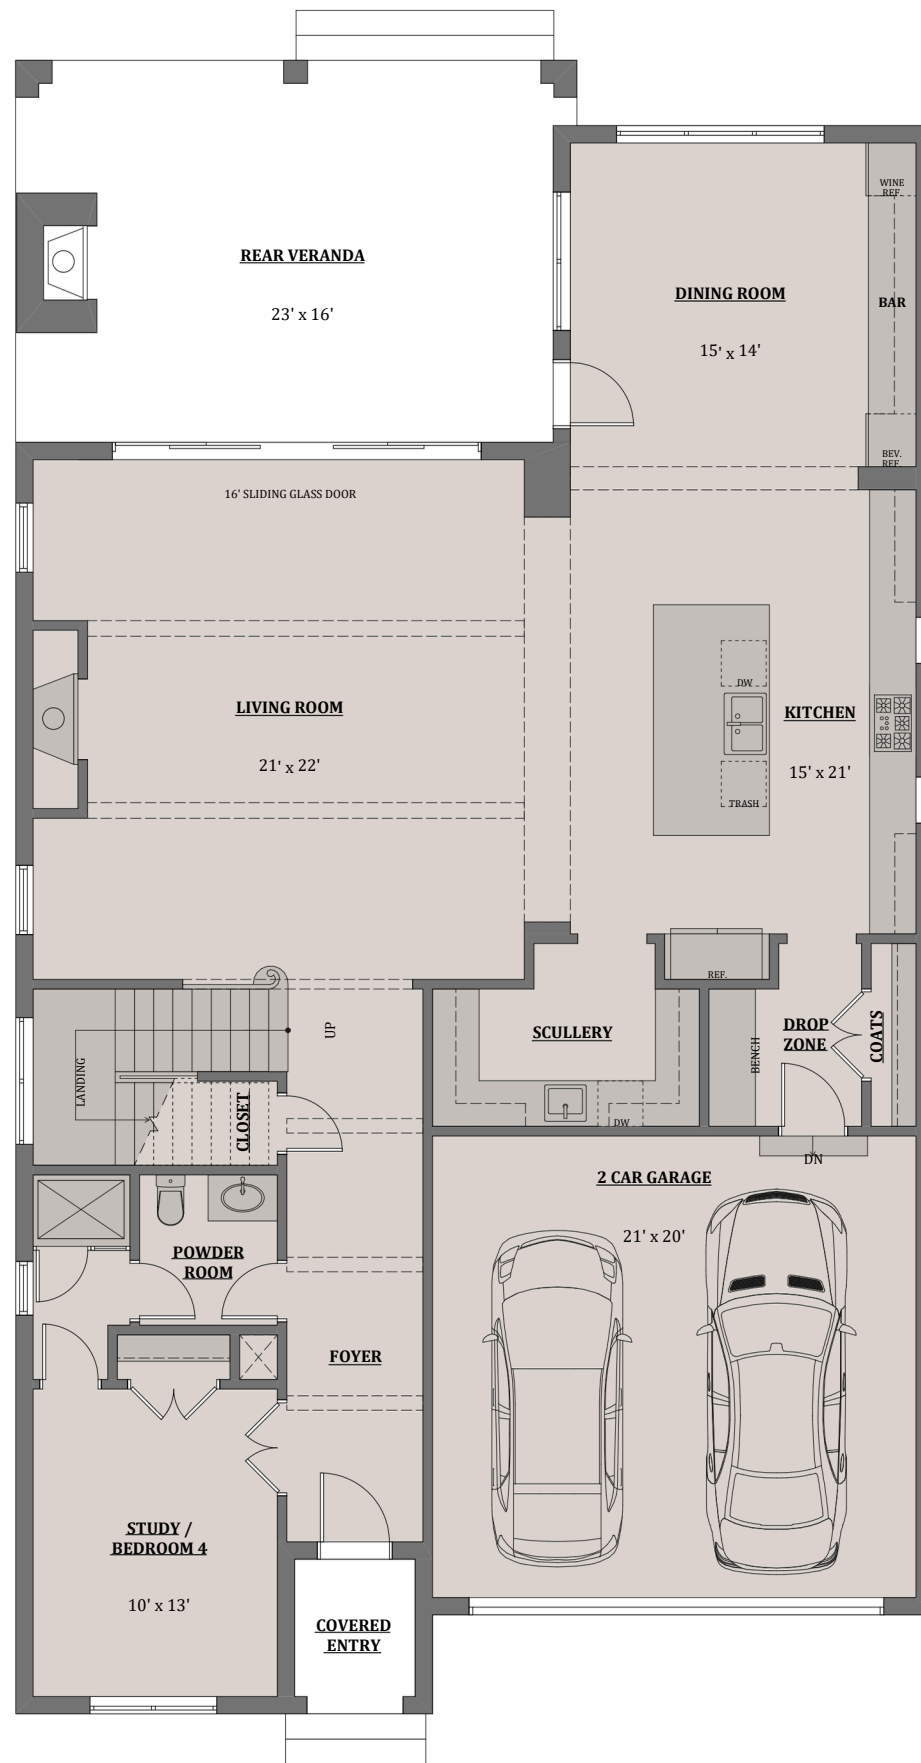 REAR VERANDA
23' x 16'
DINING ROOM
15' x 14'
WINE
REF.
BAR
BEV.
REF.
16' SLIDING GLASS DOOR
LIVING ROOM
21' x 22'
DW
KITCHEN
15' x 21'
TRASH
REF.
UP
SCULLERY
DROP
ZONE
COATS
BENCH
LANDING
CLOSET
DW
DN
2 CAR GARAGE
21' x 20'
POWDER
ROOM
FOYER
STUDY /
BEDROOM 4
10' x 13'
COVERED
ENTRY